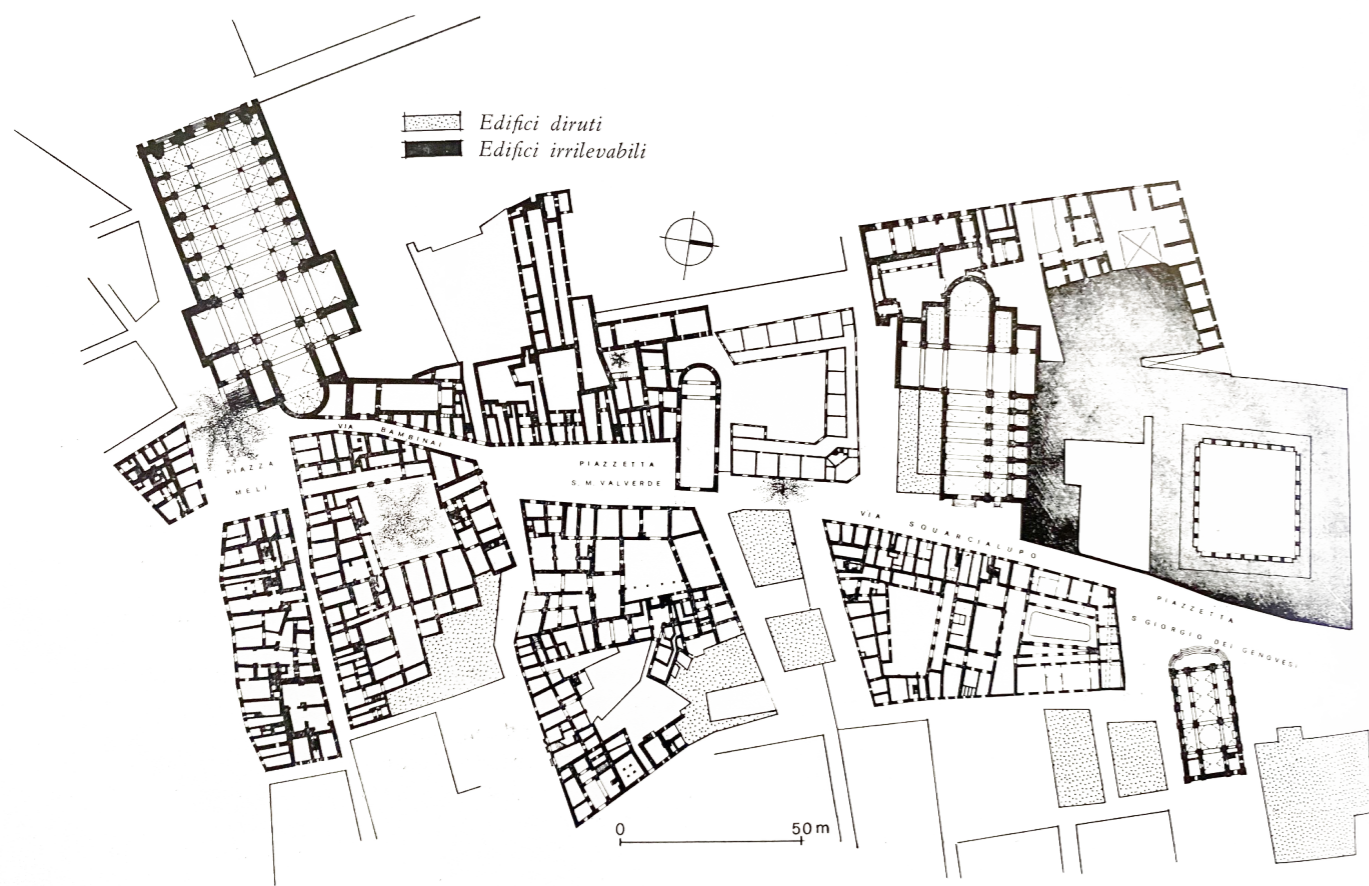 Edifici diruti
Edifici irrilevabili
VIA BAMBINAI
PIAZZA
MELI
PIAZZETTA
S. M. VALVERDE
VIA SQUARCIALUPO
PIAZZETTA
S. GIORGIO DEI GENOVESI
0 50 m